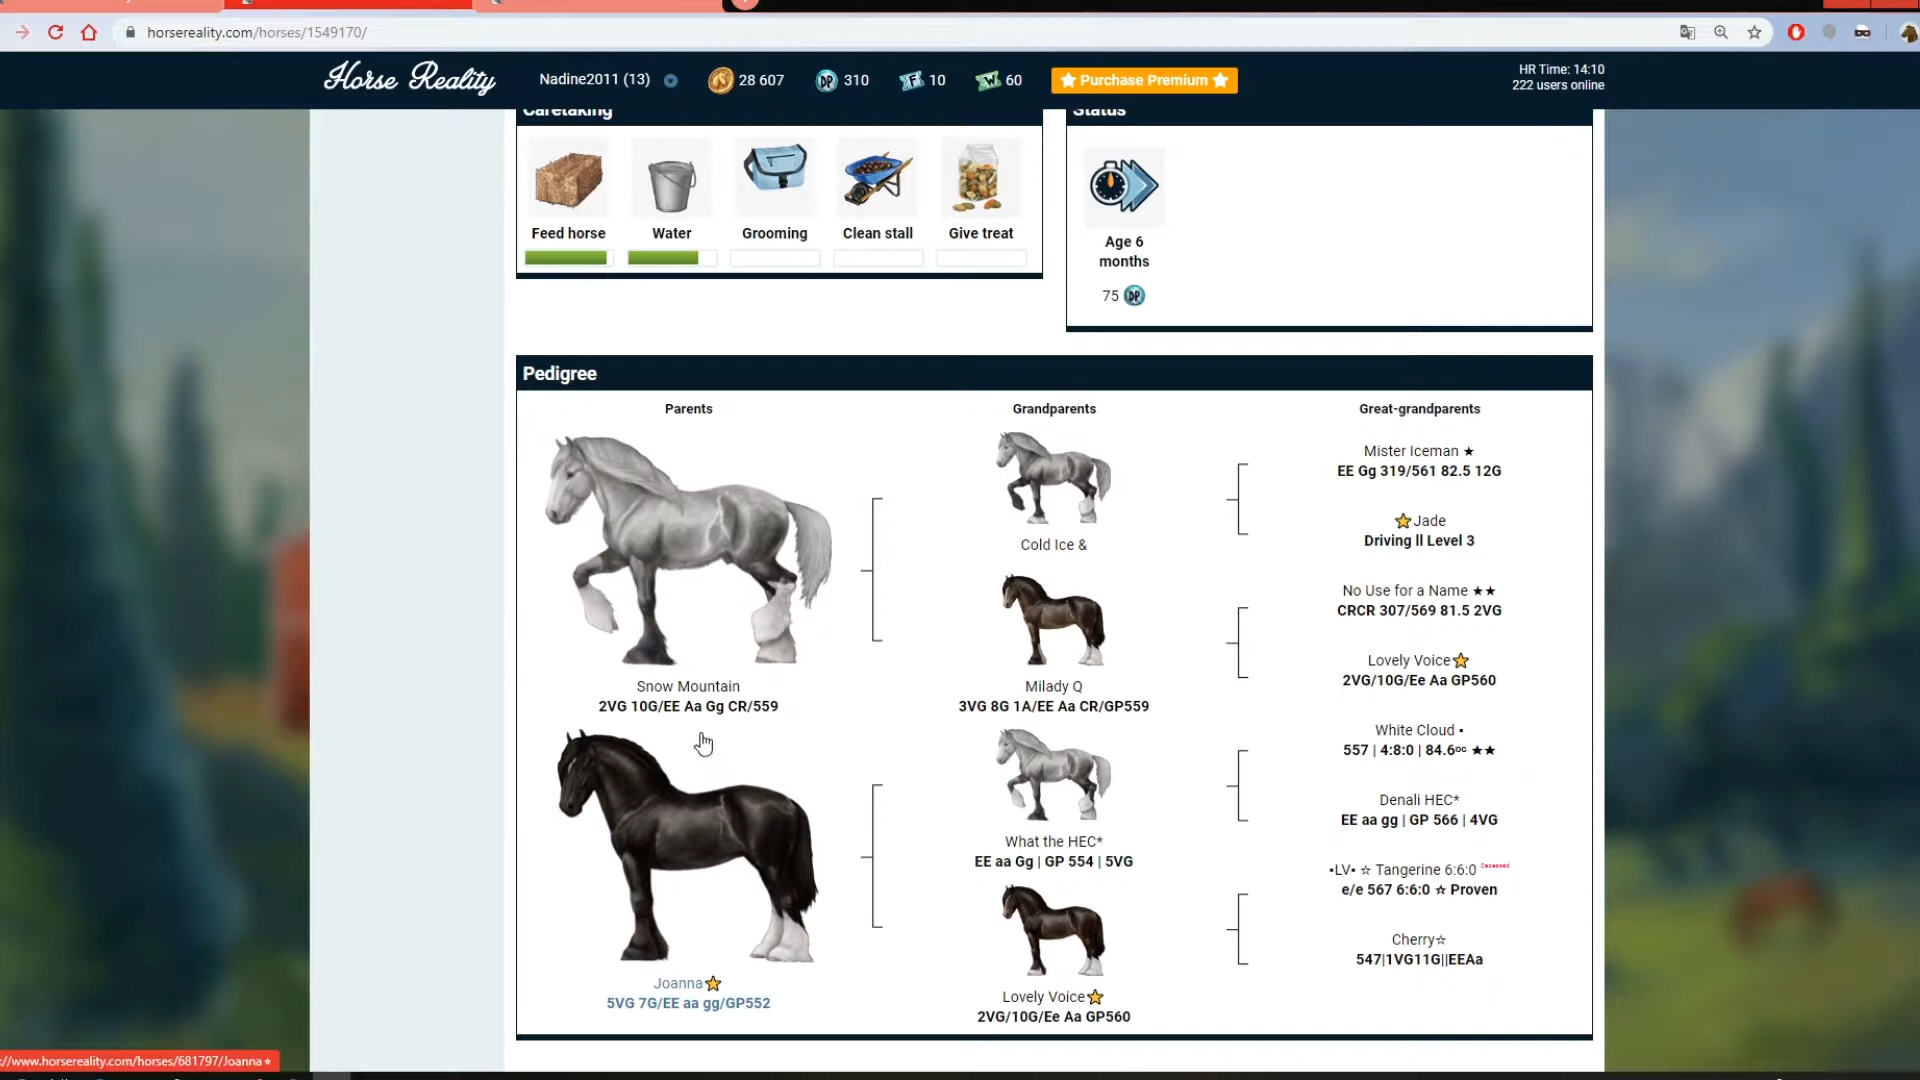 horsereality.com/horses/1549170/
Horse Reality
Nadine2011 (13)
28 607
DP 310
F 10
W 60
Purchase Premium
HR Time: 14:10
222 users online
Caretaking
Status
Feed horse
Water
Grooming
Clean stall
Give treat
Age 6
months
75 DP
Pedigree
Parents
Grandparents
Great-grandparents
Snow Mountain
2VG 10G/EE Aa Gg CR/559
Joanna⭐
5VG 7G/EE aa gg/GP552
Cold Ice &
Milady Q
3VG 8G 1A/EE Aa CR/GP559
What the HEC*
EE aa Gg | GP 554 | 5VG
Lovely Voice⭐
2VG/10G/Ee Aa GP560
Mister Iceman ★
EE Gg 319/561 82.5 12G
⭐Jade
Driving ll Level 3
No Use for a Name ★★
CRCR 307/569 81.5 2VG
Lovely Voice⭐
2VG/10G/Ee Aa GP560
White Cloud ▪
557 | 4:8:0 | 84.6ᵒᶜ ★★
Denali HEC*
EE aa gg | GP 566 | 4VG
▪LV▪ ☆ Tangerine 6:6:0 Deceased
e/e 567 6:6:0 ☆ Proven
Cherry☆
547|1VG11G||EEAa
://www.horsereality.com/horses/681797/Joanna★